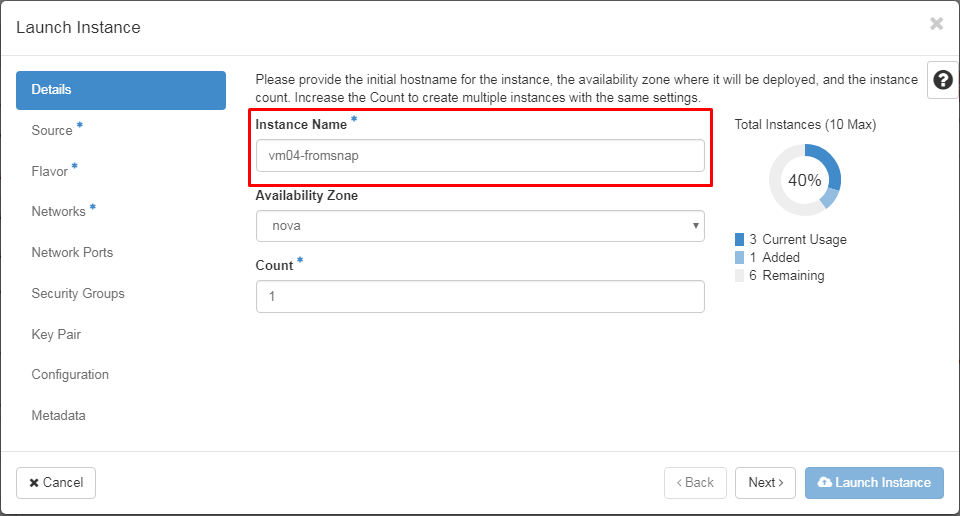 Launch Instance
×
Details
Source *
Flavor *
Networks *
Network Ports
Security Groups
Key Pair
Configuration
Metadata
Please provide the initial hostname for the instance, the availability zone where it will be deployed, and the instance
count. Increase the Count to create multiple instances with the same settings.
?
Instance Name *
vm04-fromsnap
Availability Zone
nova
Count *
1
Total Instances (10 Max)
40%
3 Current Usage
1 Added
6 Remaining
✖ Cancel
‹ Back
Next ›
Launch Instance